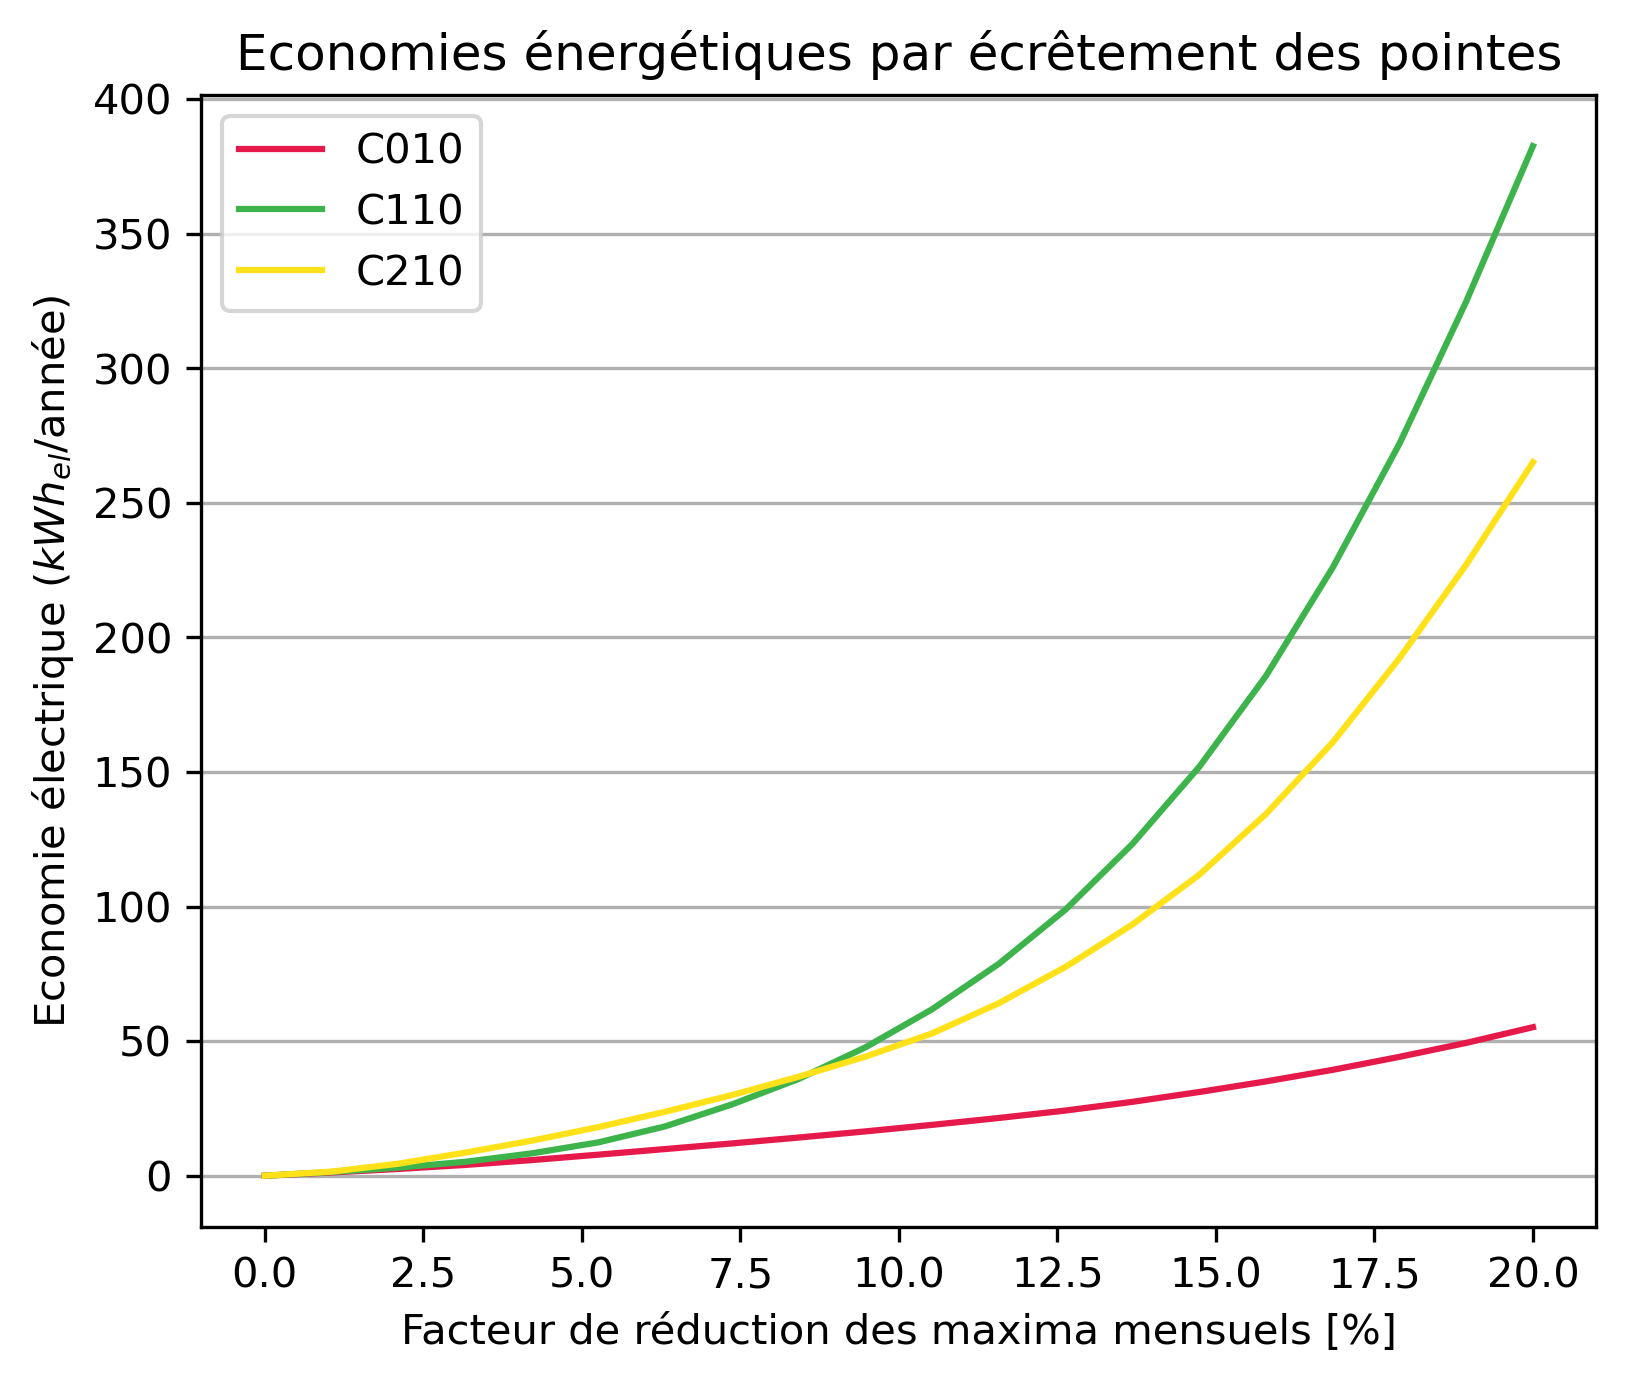 Economies énergétiques par écrêtement des pointes
400
350
300
250
200
150
100
50
0
C010
C110
C210
Economie électrique (kWh_el/année)
0.0 2.5 5.0 7.5 10.0 12.5 15.0 17.5 20.0
Facteur de réduction des maxima mensuels [%]